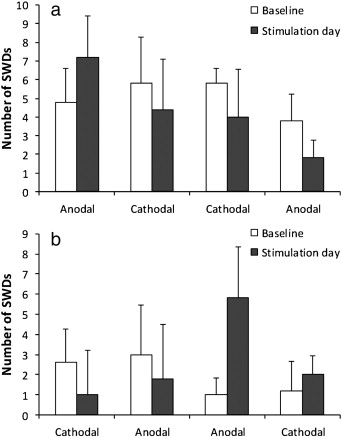 a
Baseline
Stimulation day
Number of SWDs
10
9
8
7
6
5
4
3
2
1
0
Anodal Cathodal Cathodal Anodal
b
Baseline
Stimulation day
Number of SWDs
9
8
7
6
5
4
3
2
1
0
Cathodal Anodal Anodal Cathodal